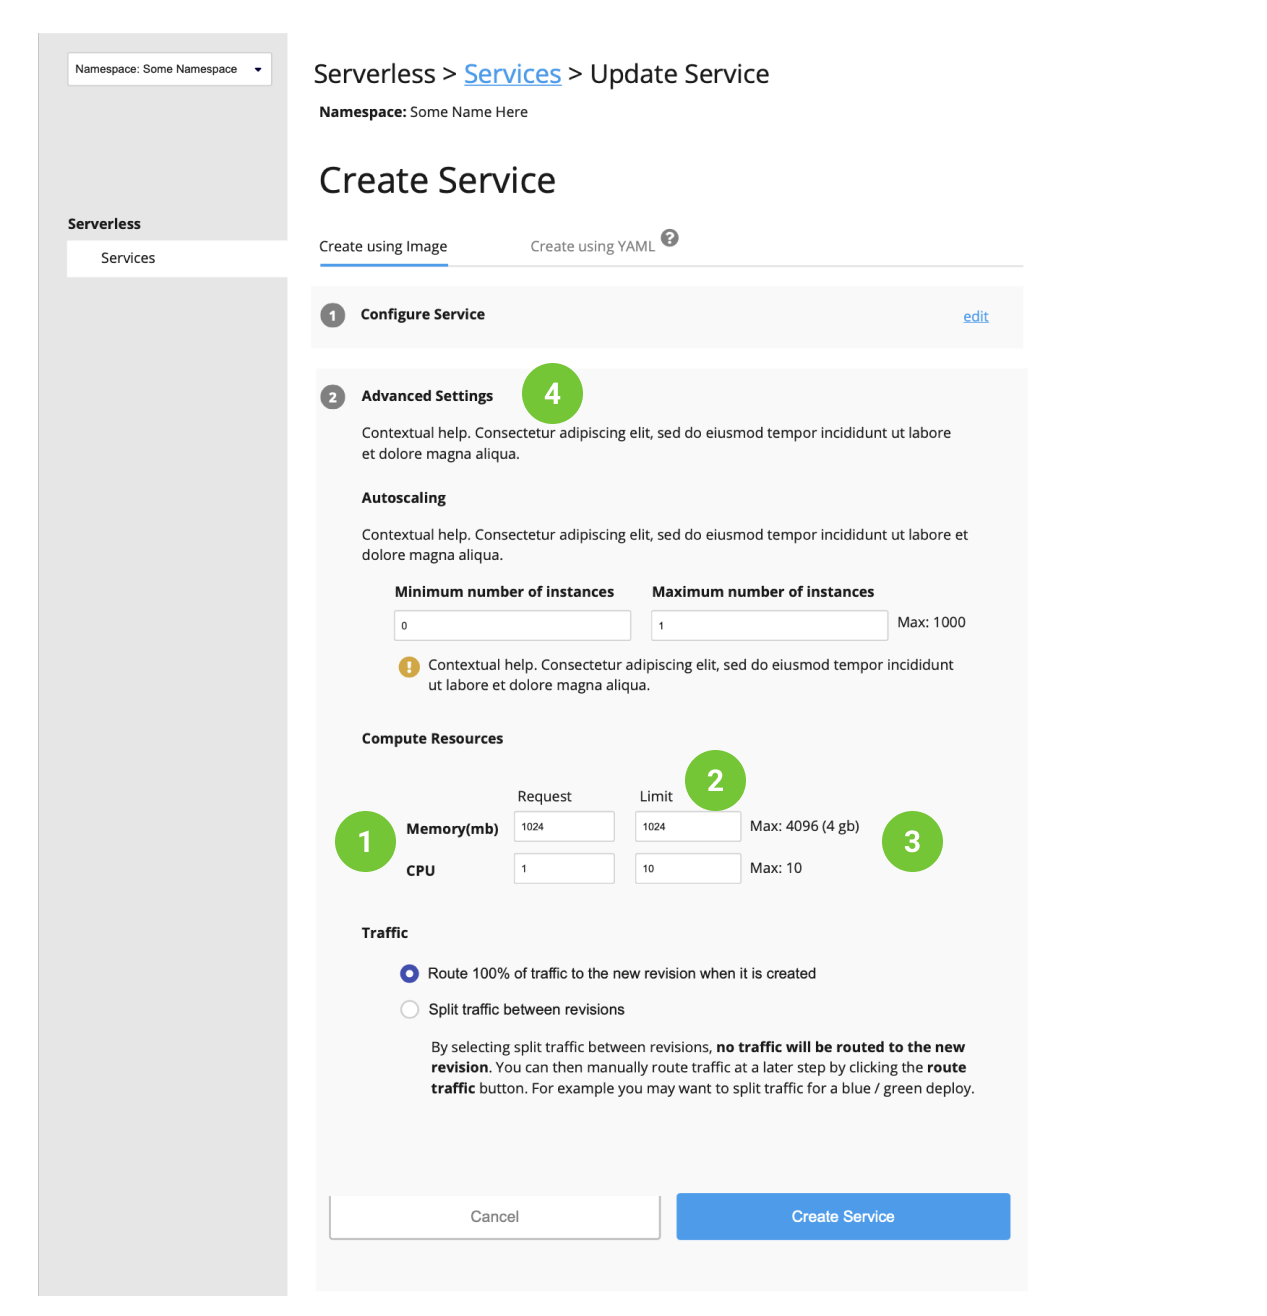 Namespace: Some Namespace
Serverless > Services > Update Service
Namespace: Some Name Here
Create Service
Serverless
Services
Create using Image
Create using YAML
?
1
Configure Service
edit
2
Advanced Settings
4
Contextual help. Consectetur adipiscing elit, sed do eiusmod tempor incididunt ut labore
et dolore magna aliqua.
Autoscaling
Contextual help. Consectetur adipiscing elit, sed do eiusmod tempor incididunt ut labore et
dolore magna aliqua.
Minimum number of instances
Maximum number of instances
0
1
Max: 1000
!
Contextual help. Consectetur adipiscing elit, sed do eiusmod tempor incididunt
ut labore et dolore magna aliqua.
Compute Resources
2
Request
Limit
1
Memory(mb)
1024
1024
Max: 4096 (4 gb)
3
CPU
1
10
Max: 10
Traffic
Route 100% of traffic to the new revision when it is created
Split traffic between revisions
By selecting split traffic between revisions, no traffic will be routed to the new
revision. You can then manually route traffic at a later step by clicking the route
traffic button. For example you may want to split traffic for a blue / green deploy.
Cancel
Create Service